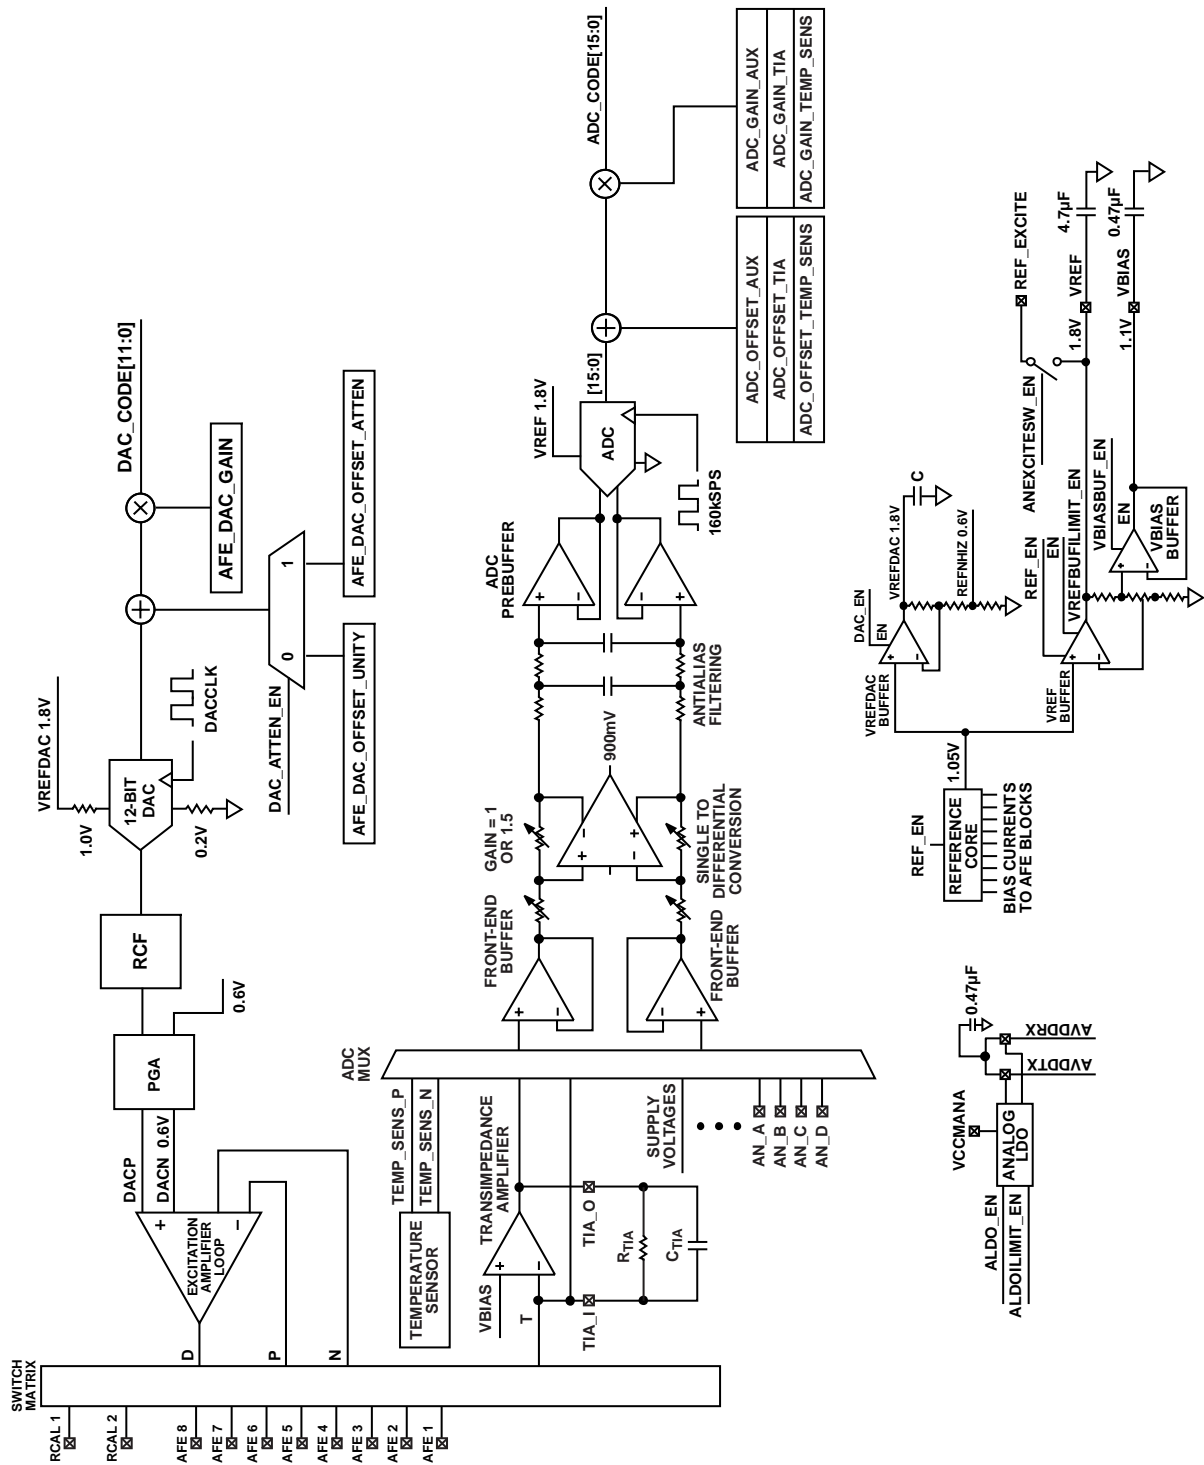 SWITCH
MATRIX
RCAL 1
RCAL 2
AFE 8
AFE 7
AFE 6
AFE 5
AFE 4
AFE 3
AFE 2
AFE 1
D
P
N
T
EXCITATION
AMPLIFIER
LOOP
+
–
DACP
DACN 0.6V
PGA
0.6V
RCF
12-BIT
DAC
1.0V
0.2V
VREFDAC 1.8V
DACCLK
DAC_ATTEN_EN
0
1
AFE_DAC_OFFSET_UNITY
AFE_DAC_OFFSET_ATTEN
AFE_DAC_GAIN
DAC_CODE[11:0]
TEMPERATURE
SENSOR
TEMP_SENS_P
TEMP_SENS_N
TRANSIMPEDANCE
AMPLIFIER
VBIAS
+
–
TIA_I
TIA_O
RTIA
CTIA
SUPPLY
VOLTAGES
AN_A
AN_B
AN_C
AN_D
ADC
MUX
FRONT-END
BUFFER
+
–
FRONT-END
BUFFER
–
+
GAIN = 1
OR 1.5
+
–
–
+
900mV
SINGLE TO
DIFFERENTIAL
CONVERSION
ANTIALIAS
FILTERING
ADC
PREBUFFER
+
–
–
+
VREF 1.8V
ADC
160kSPS
[15:0]
ADC_CODE[15:0]
ADC_OFFSET_AUX
ADC_OFFSET_TIA
ADC_OFFSET_TEMP_SENS
ADC_GAIN_AUX
ADC_GAIN_TIA
ADC_GAIN_TEMP_SENS
ALDO_EN
ALDOILIMIT_EN
VCCMANA
ANALOG
LDO
0.47µF
AVDDTX
AVDDRX
REF_EN
REFERENCE
CORE
BIAS CURRENTS
TO AFE BLOCKS
1.05V
VREFDAC
BUFFER
DAC_EN
EN
+
–
VREFDAC 1.8V
C
REFNHIZ 0.6V
VREF
BUFFER
REF_EN
EN
VREFBUFILIMIT_EN
+
–
VBIASBUF_EN
EN
+
–
VBIAS
BUFFER
ANEXCITESW_EN
REF_EXCITE
1.8V
VREF
4.7µF
1.1V
VBIAS
0.47µF